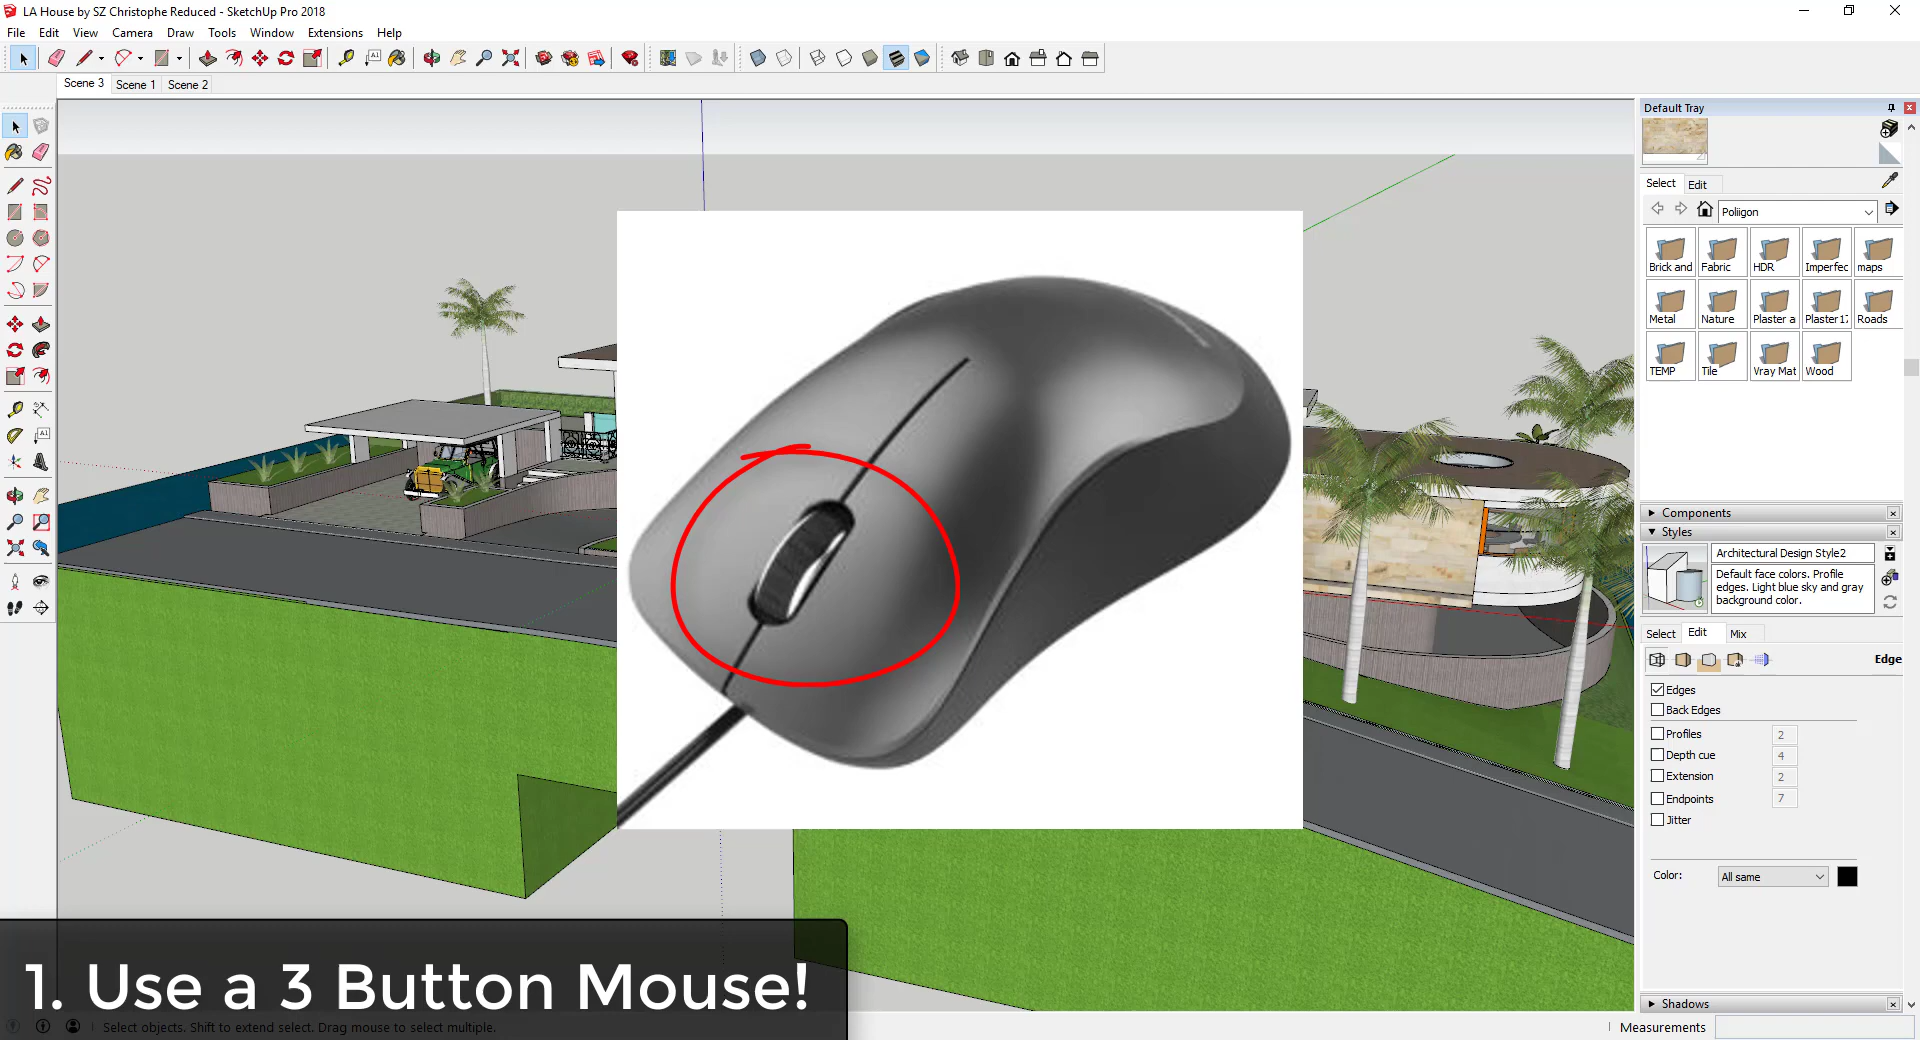 LA House by SZ Christophe Reduced - SketchUp Pro 2018
File Edit View Camera Draw Tools Window Extensions Help
Scene 3 Scene 1 Scene 2
Default Tray
Select Edit
Poliigon
Brick and Fabric HDR Imperfec maps
Metal Nature Plaster a Plaster1 Roads
TEMP Tile Vray Mat Wood
Components
Styles
Architectural Design Style2
Default face colors. Profile
edges. Light blue sky and gray
background color.
Select Edit Mix
Edge
Edges
Back Edges
Profiles 2
Depth cue 4
Extension 2
Endpoints 7
Jitter
Color: All same
Shadows
1. Use a 3 Button Mouse!
Select objects. Shift to extend select. Drag mouse to select multiple.
Measurements